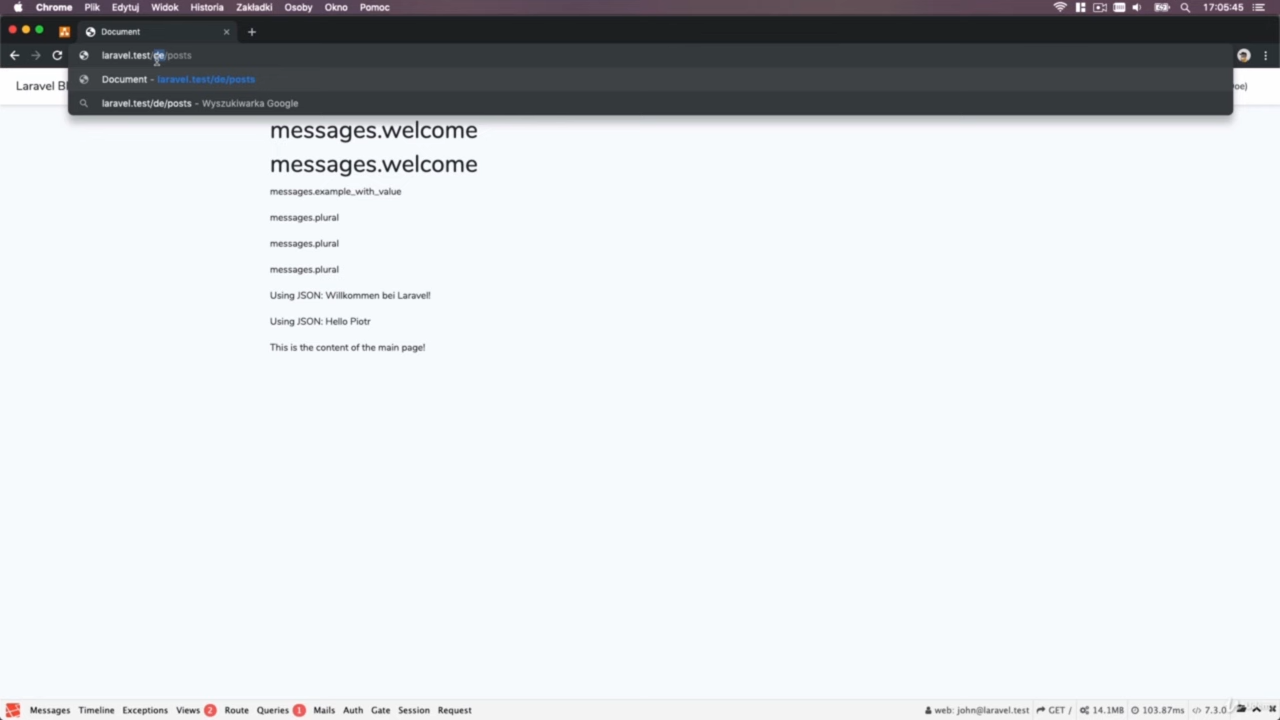 Chrome Plik Edytuj Widok Historia Zakładki Osoby Okno Pomoc 17:05:45
Document
laravel.test/de/posts
Document - laravel.test/de/posts
laravel.test/de/posts - Wyszukiwarka Google
Laravel Bl
oe)
messages.welcome
messages.welcome
messages.example_with_value
messages.plural
messages.plural
messages.plural
Using JSON: Willkommen bei Laravel!
Using JSON: Hello Piotr
This is the content of the main page!
Messages Timeline Exceptions Views 2 Route Queries 1 Mails Auth Gate Session Request web: john@laravel.test GET / 14.1MB 103.87ms 7.3.0